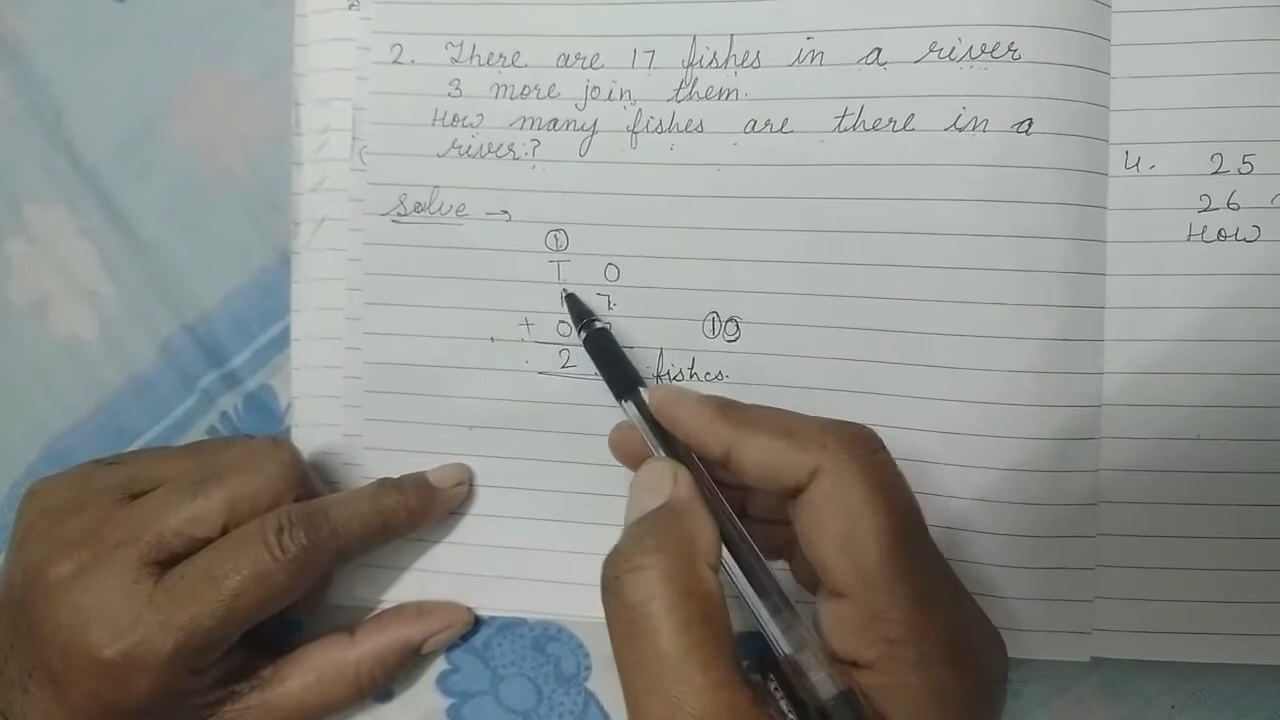 2. There are 17 fishes in a river
3 more join them.
How many fishes are there in a
river?
Solve →
1
T O
1 7
+ 0
10
2 fishes.
4. 25
26
How